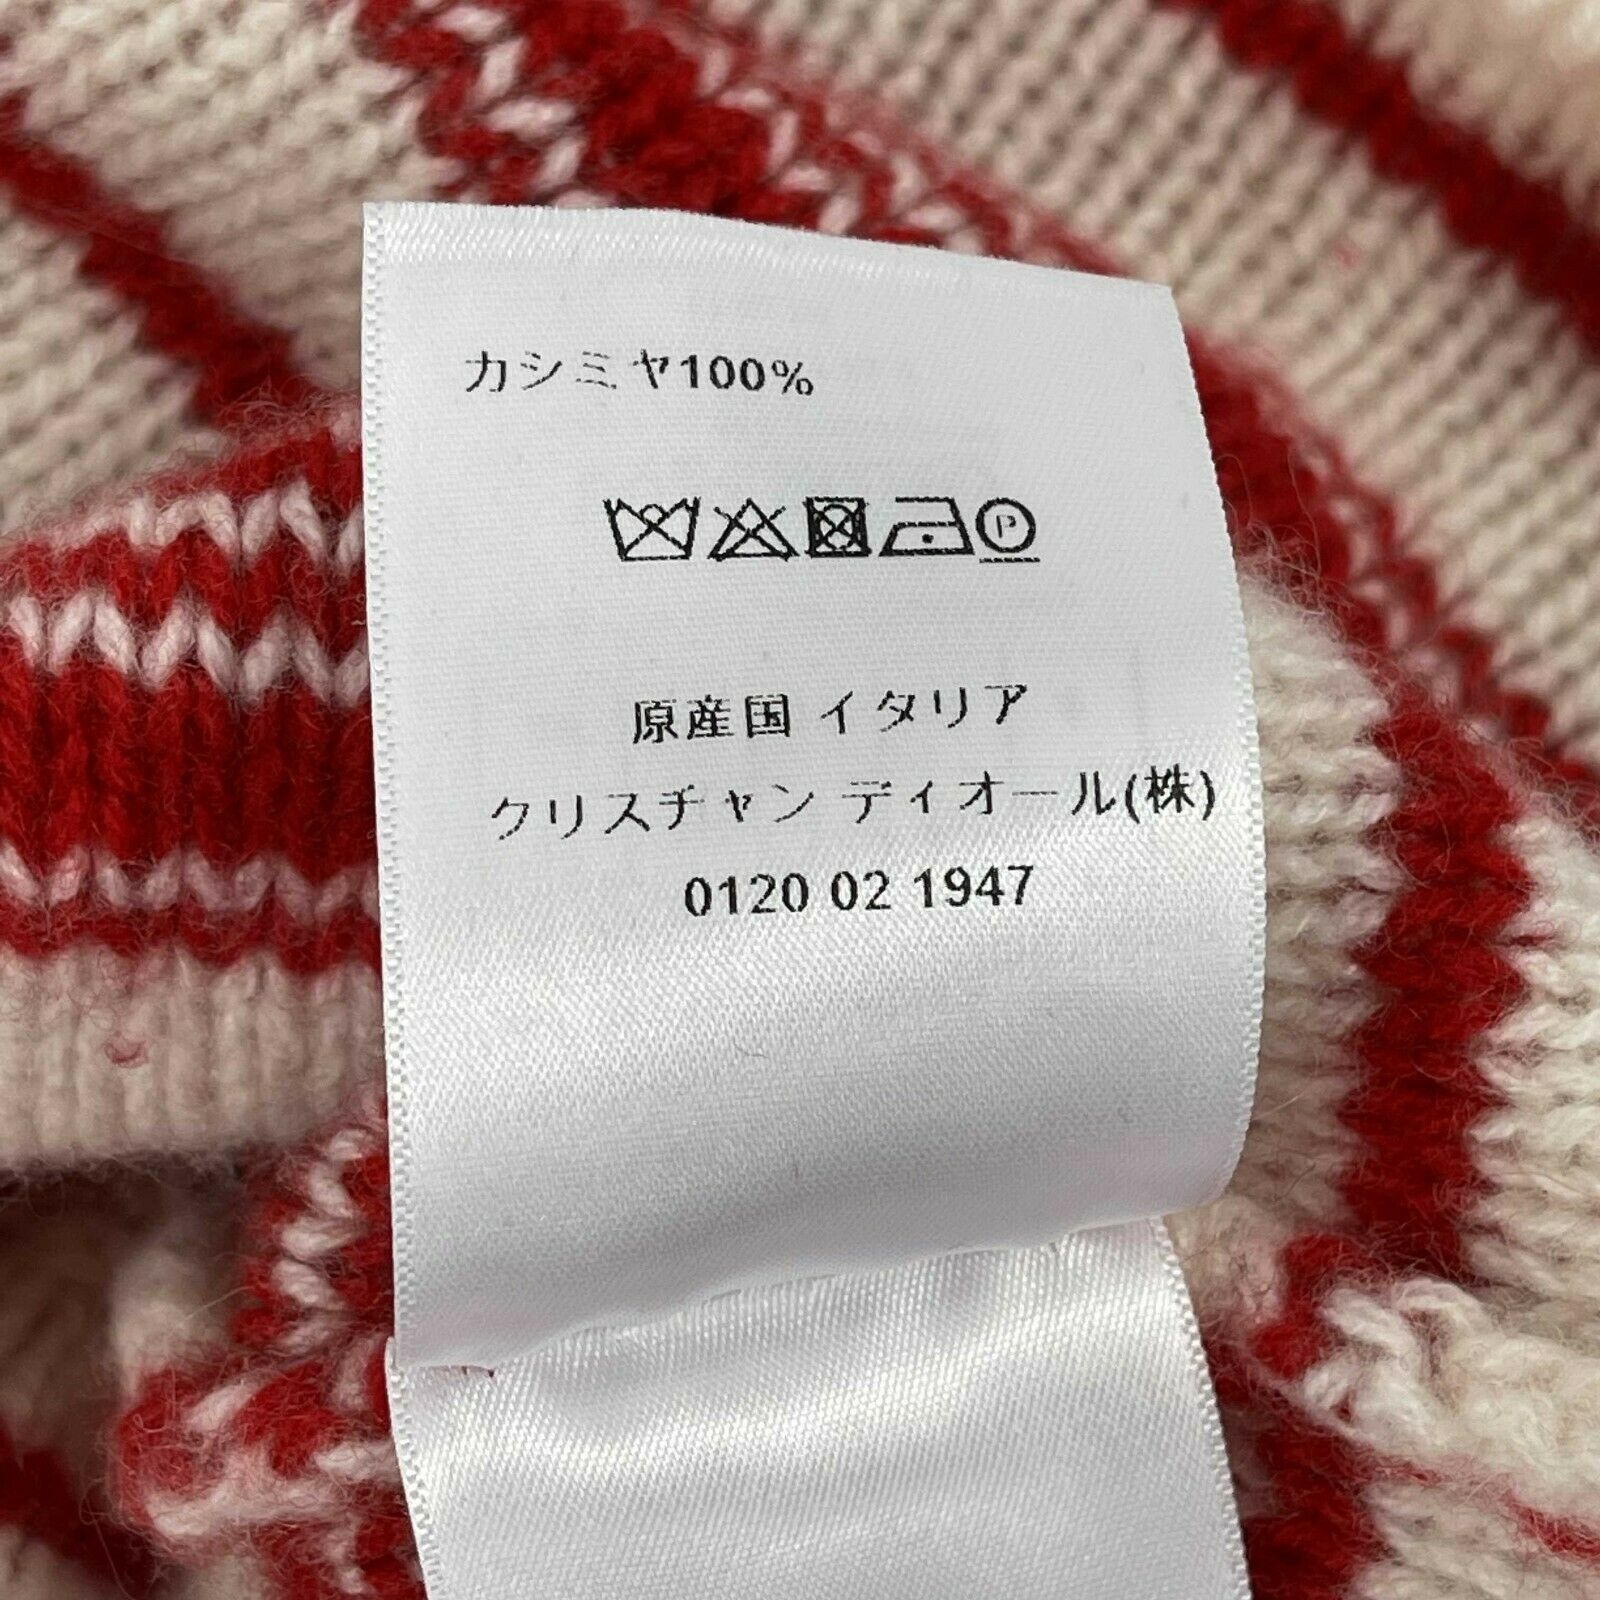 カシミヤ100%
P
原産国 イタリア
クリスチャン ディオール(株)
0120 02 1947